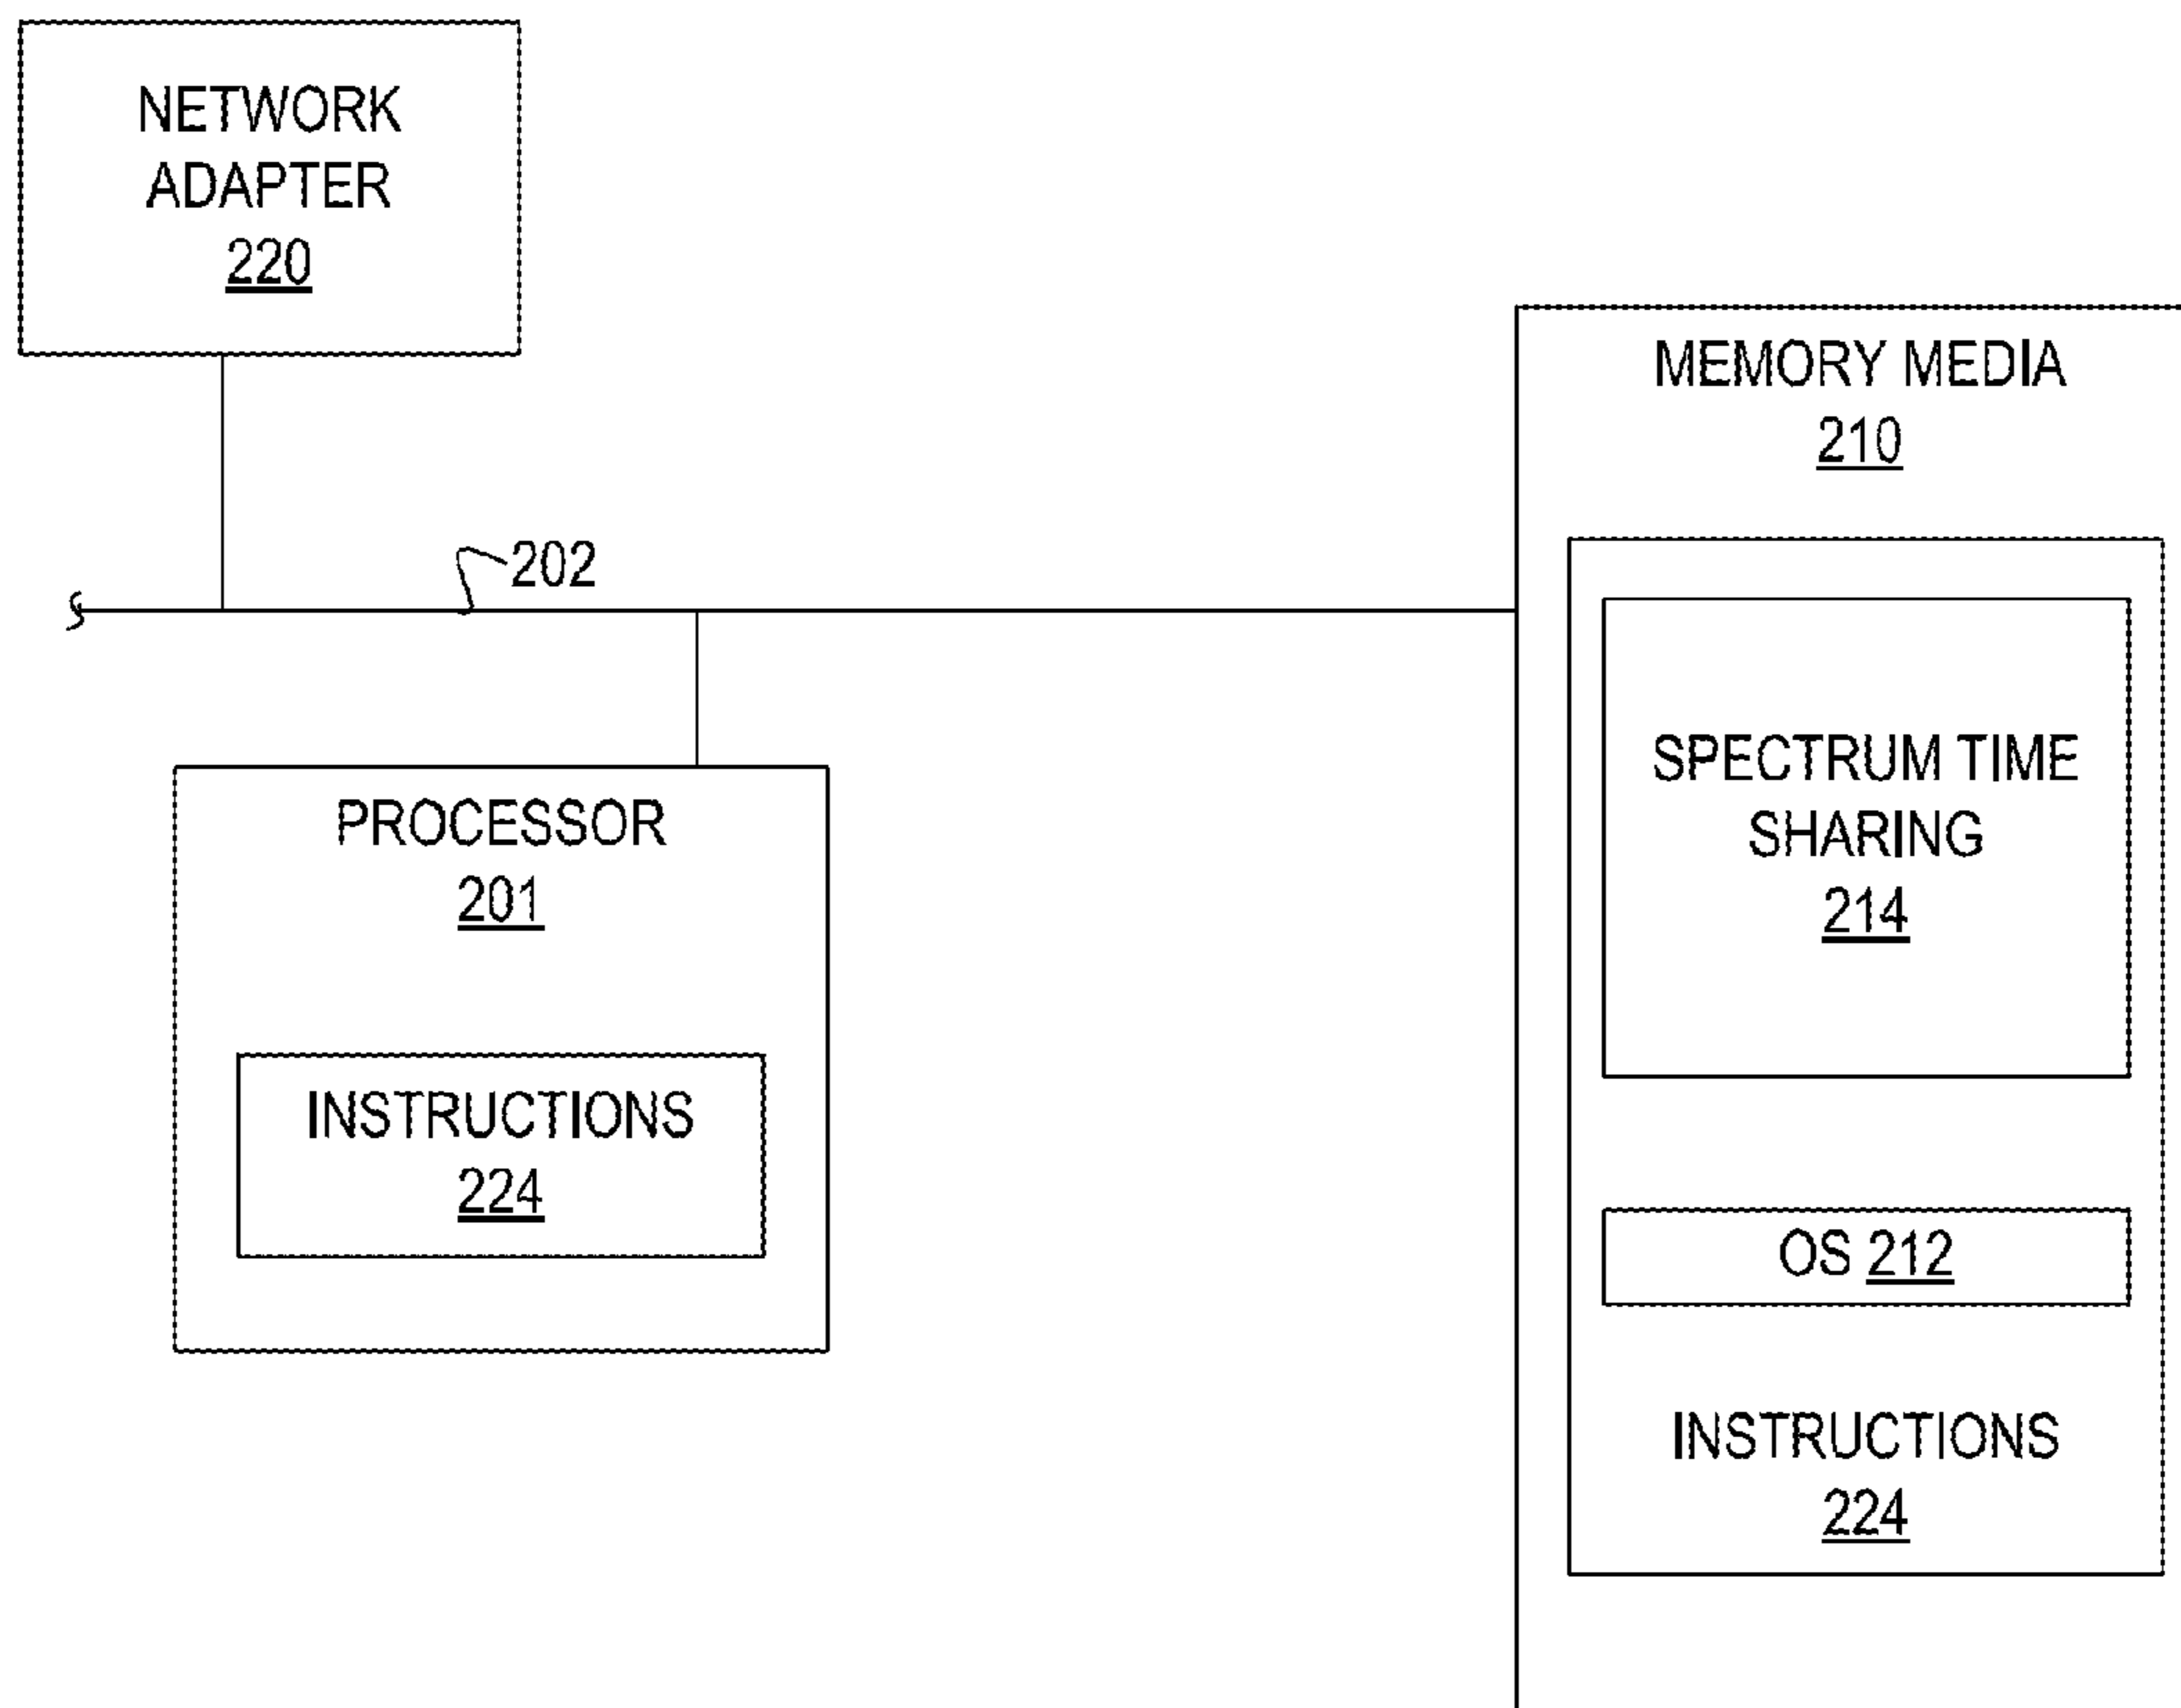 NETWORK
ADAPTER
220
MEMORY MEDIA
210
202
SPECTRUM TIME
SHARING
214
PROCESSOR
201
INSTRUCTIONS
224
OS 212
INSTRUCTIONS
224